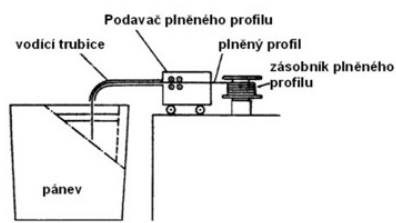 Podavač plněného profilu
vodící trubice
plněný profil
zásobník plněného
profilu
pánev